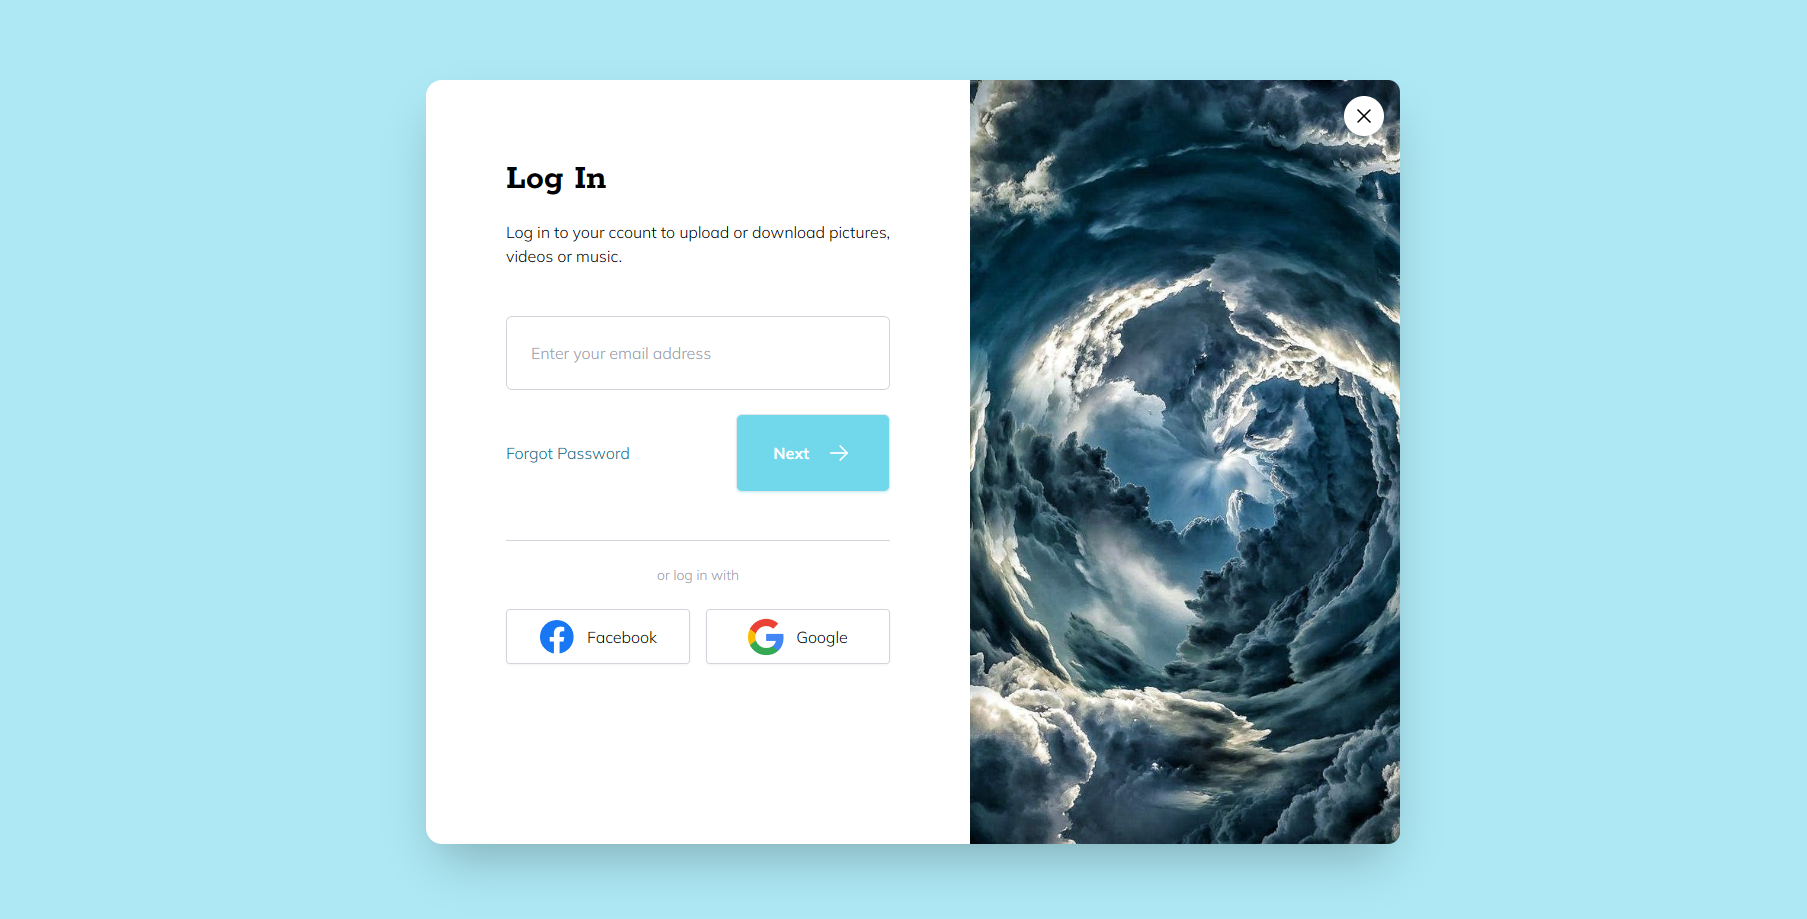 Log In
Log in to your ccount to upload or download pictures,
videos or music.
Enter your email address
Forgot Password
Next
or log in with
Facebook
Google